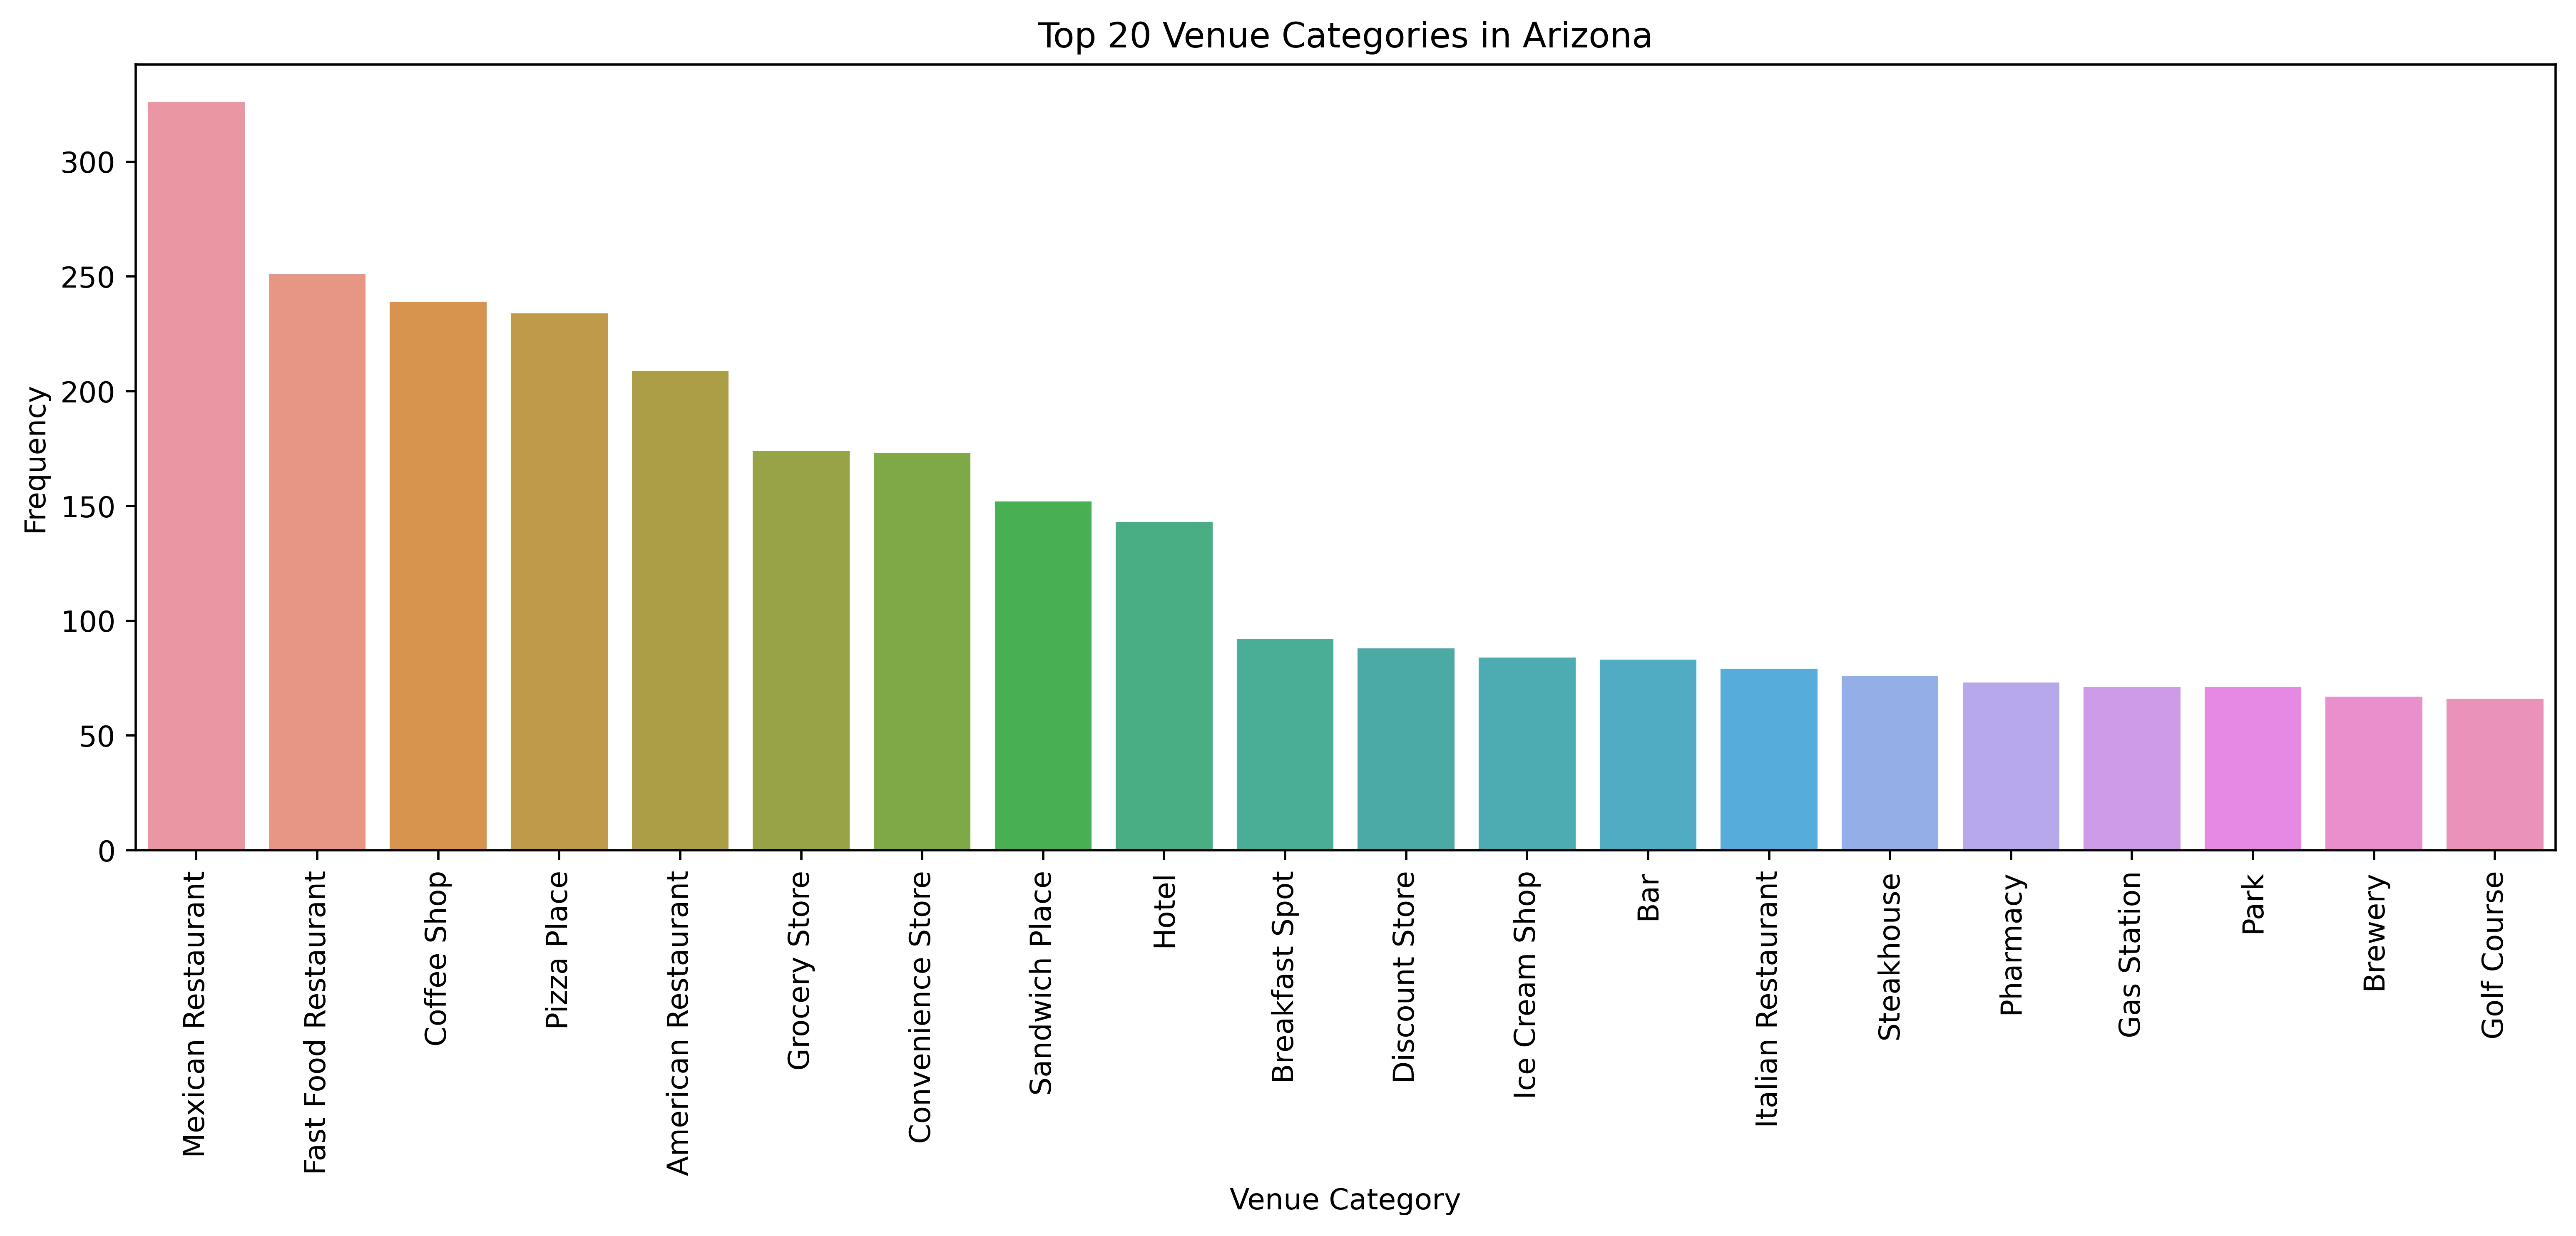 Top 20 Venue Categories in Arizona
Frequency
300
250
200
150
100
50
0
Mexican Restaurant
Fast Food Restaurant
Coffee Shop
Pizza Place
American Restaurant
Grocery Store
Convenience Store
Sandwich Place
Hotel
Breakfast Spot
Discount Store
Ice Cream Shop
Bar
Italian Restaurant
Steakhouse
Pharmacy
Gas Station
Park
Brewery
Golf Course
Venue Category